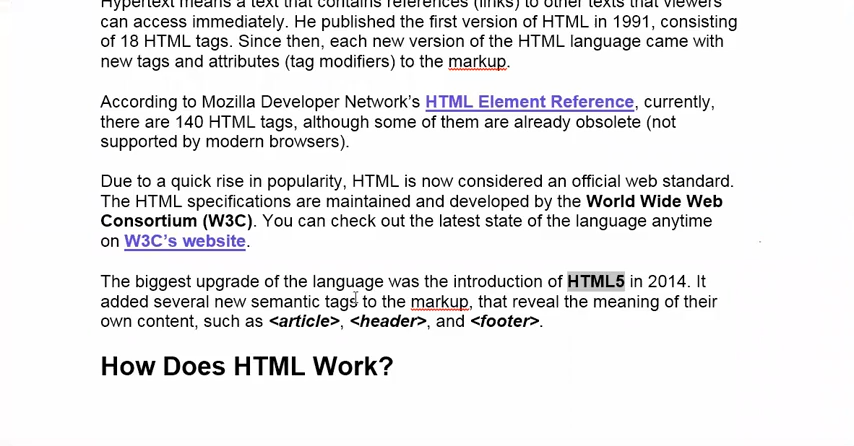 Hypertext means a text that contains references (links) to other texts that viewers
can access immediately. He published the first version of HTML in 1991, consisting
of 18 HTML tags. Since then, each new version of the HTML language came with
new tags and attributes (tag modifiers) to the markup.
According to Mozilla Developer Network’s HTML Element Reference, currently,
there are 140 HTML tags, although some of them are already obsolete (not
supported by modern browsers).
Due to a quick rise in popularity, HTML is now considered an official web standard.
The HTML specifications are maintained and developed by the World Wide Web
Consortium (W3C). You can check out the latest state of the language anytime
on W3C’s website.
The biggest upgrade of the language was the introduction of HTML5 in 2014. It
added several new semantic tags to the markup, that reveal the meaning of their
own content, such as <article>, <header>, and <footer>.
How Does HTML Work?